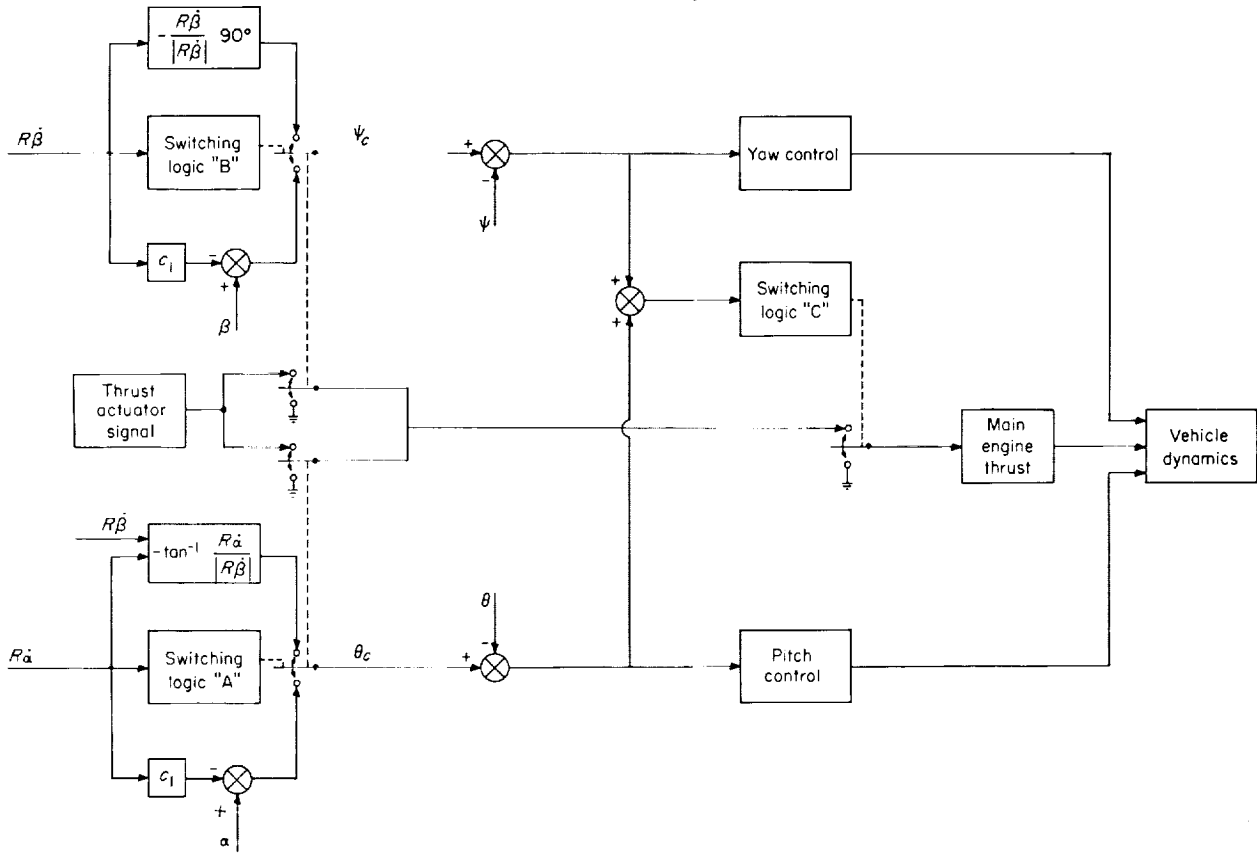 - Rβ̇ / |Rβ̇| 90°
Rβ̇
Switching
logic "B"
ψc
+
-
ψ
Yaw control
c1
-
+
β
+
+
Switching
logic "C"
Thrust
actuator
signal
Main
engine
thrust
Vehicle
dynamics
Rβ̇
-tan⁻¹ Rα̇ / |Rβ̇|
Rα̇
Switching
logic "A"
θc
θ
-
+
Pitch
control
c1
-
+
α